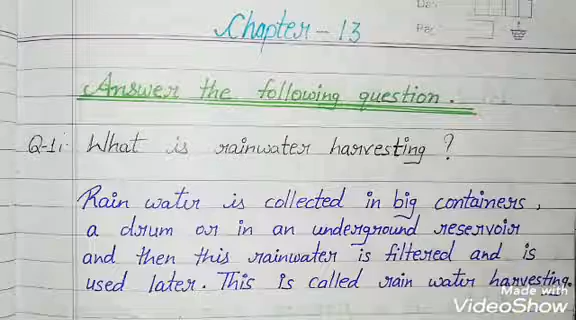 Da
Pag
Chapter - 13
Answer the following question.
Q-1:- What is rainwater harvesting ?
Rain water is collected in big containers,
a drum or in an underground reservoir
and then this rainwater is filtered and is
used later. This is called rain water harvesting.
Made with
VideoShow